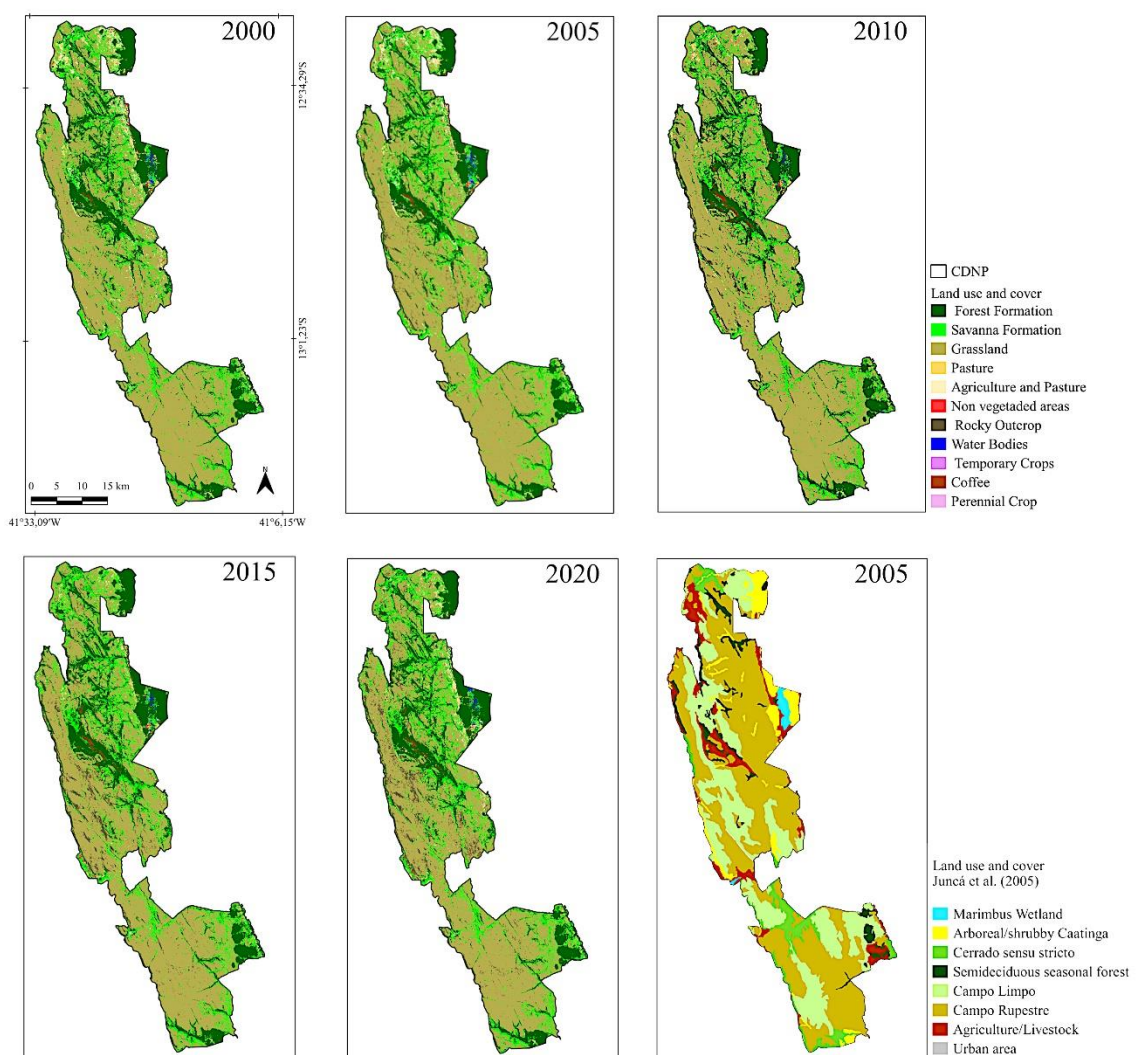 2000
2005
2010
12°34,29'S
13°1,23'S
0 5 10 15 km
N
41°33,09'W
41°6,15'W
CDNP
Land use and cover
Forest Formation
Savanna Formation
Grassland
Pasture
Agriculture and Pasture
Non vegetaded areas
Rocky Outcrop
Water Bodies
Temporary Crops
Coffee
Perennial Crop
2015
2020
2005
Land use and cover
Juncá et al. (2005)
Marimbus Wetland
Arboreal/shrubby Caatinga
Cerrado sensu stricto
Semideciduous seasonal forest
Campo Limpo
Campo Rupestre
Agriculture/Livestock
Urban area